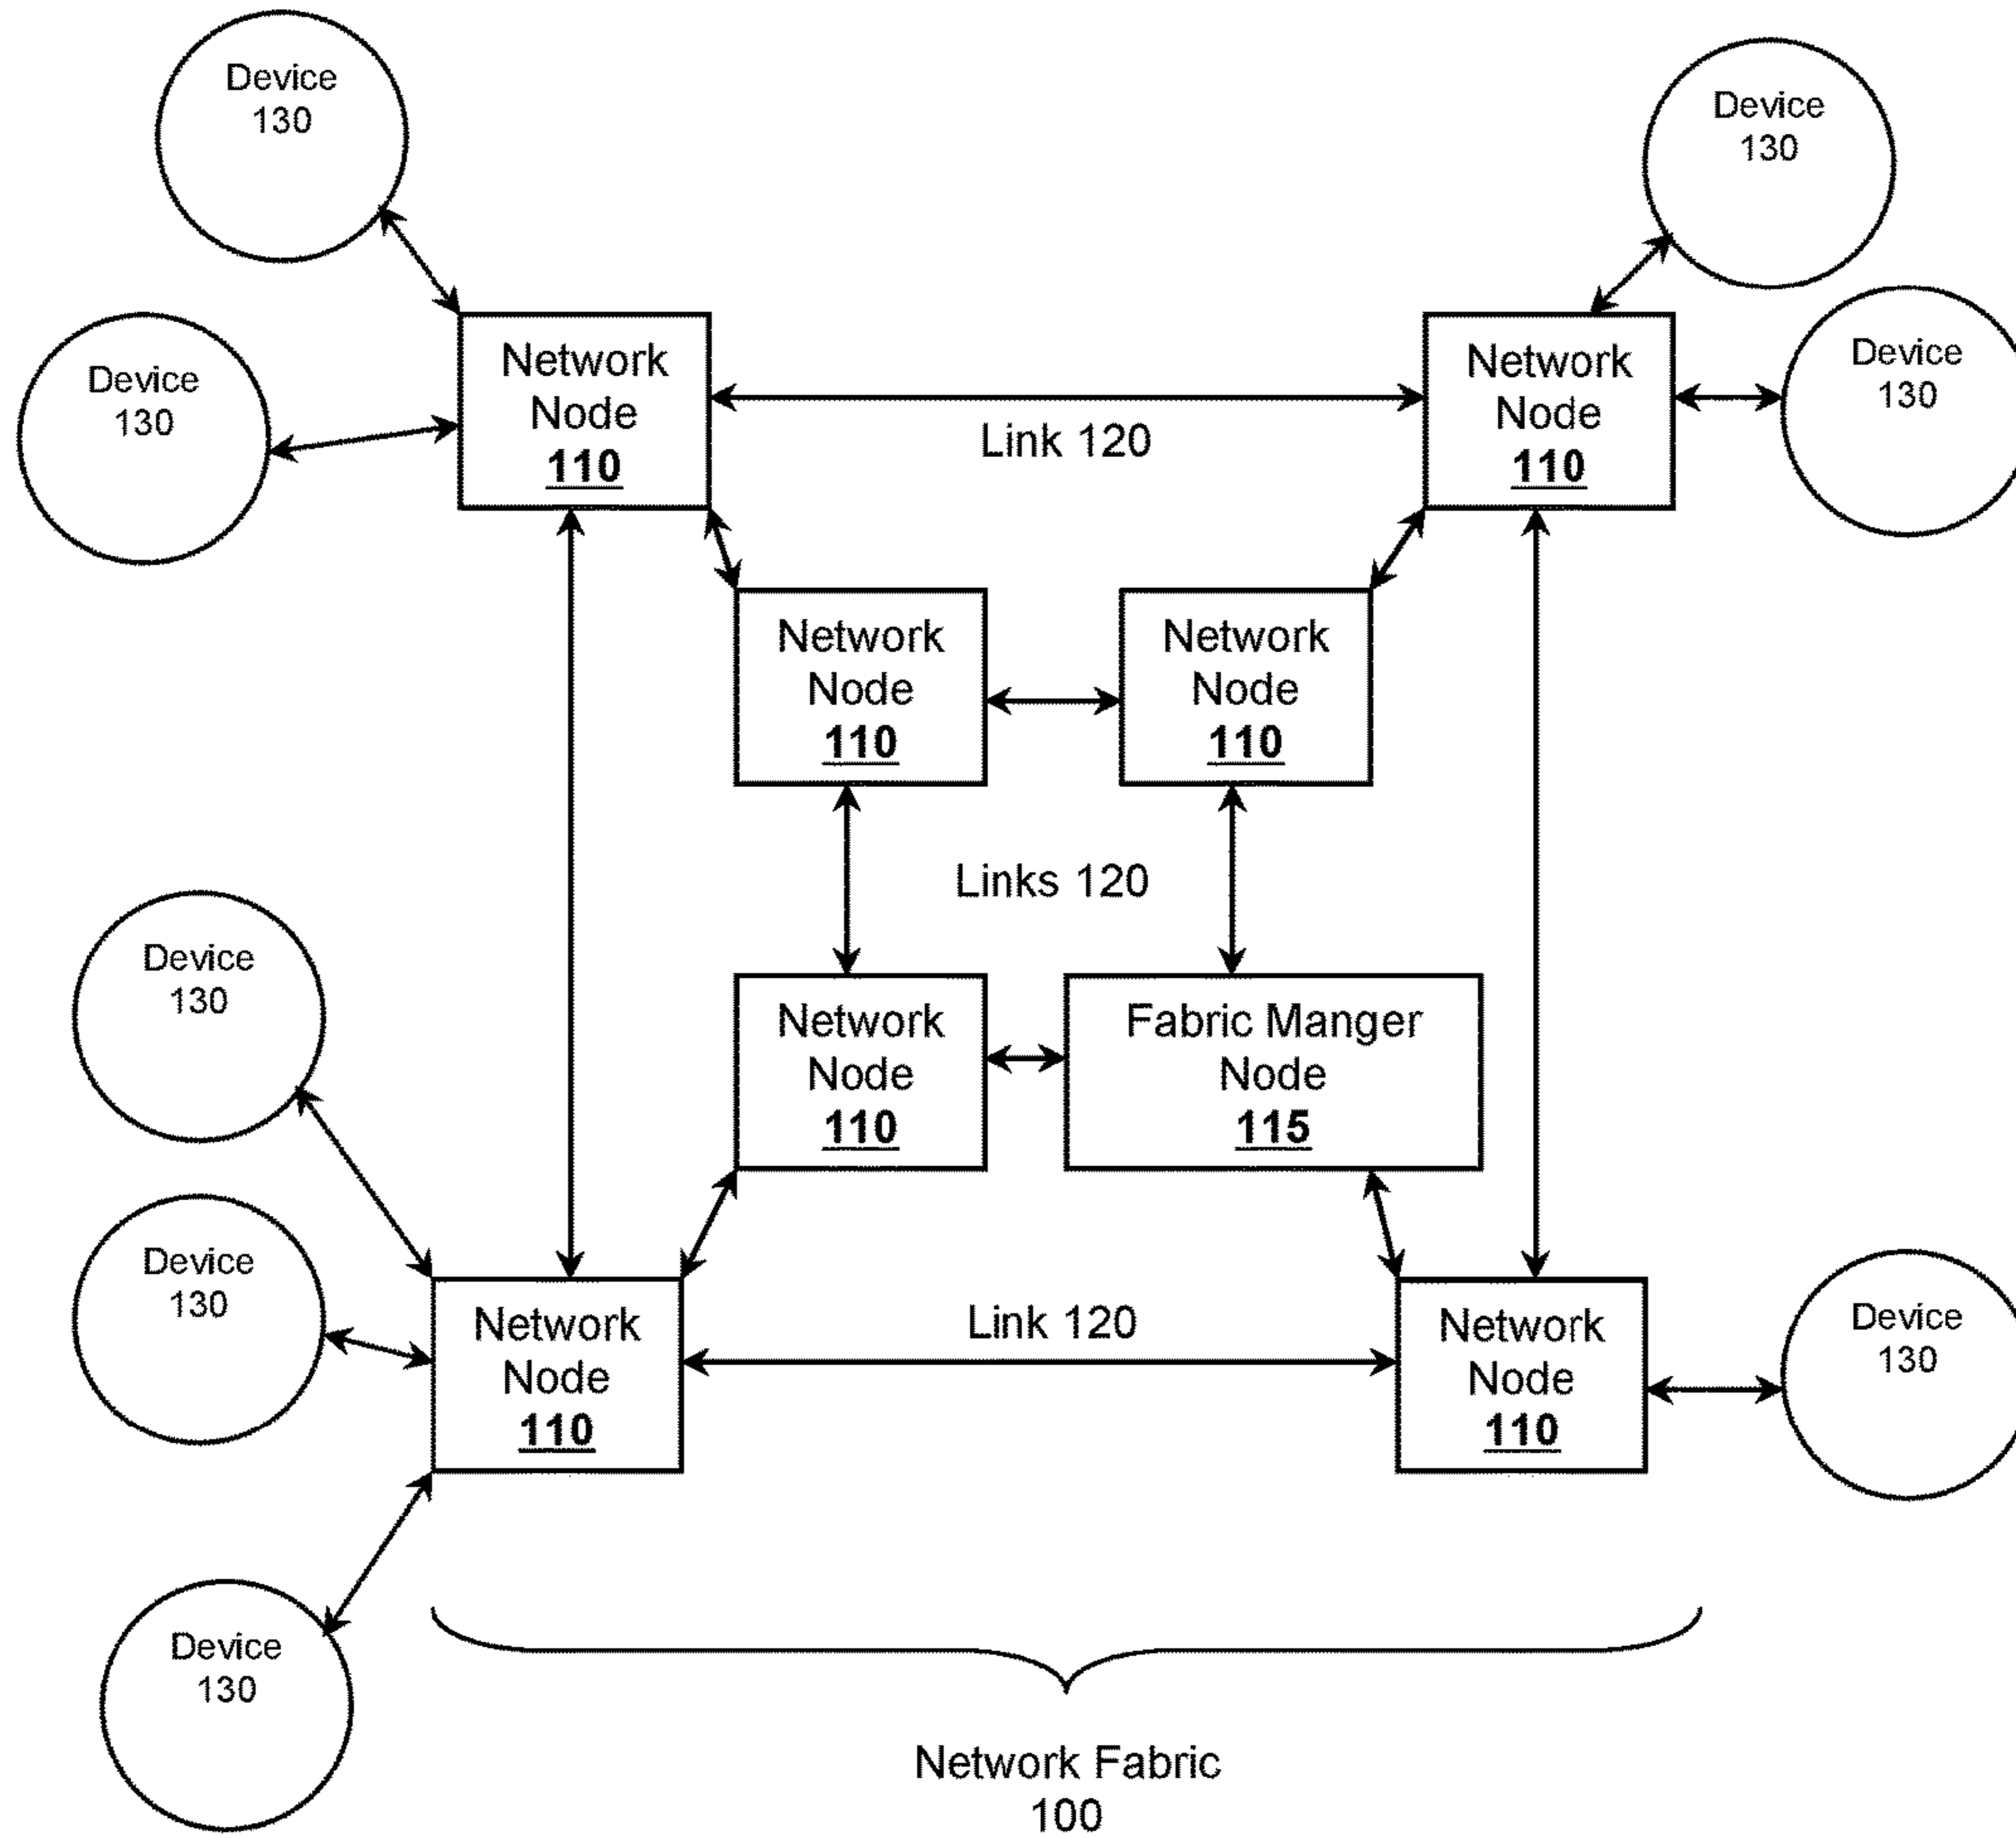 Device
130
Device
130
Device
130
Device
130
Network
Node
110
Network
Node
110
Link 120
Network
Node
110
Network
Node
110
Links 120
Device
130
Network
Node
110
Fabric Manger
Node
115
Device
130
Network
Node
110
Link 120
Network
Node
110
Device
130
Device
130
Network Fabric
100